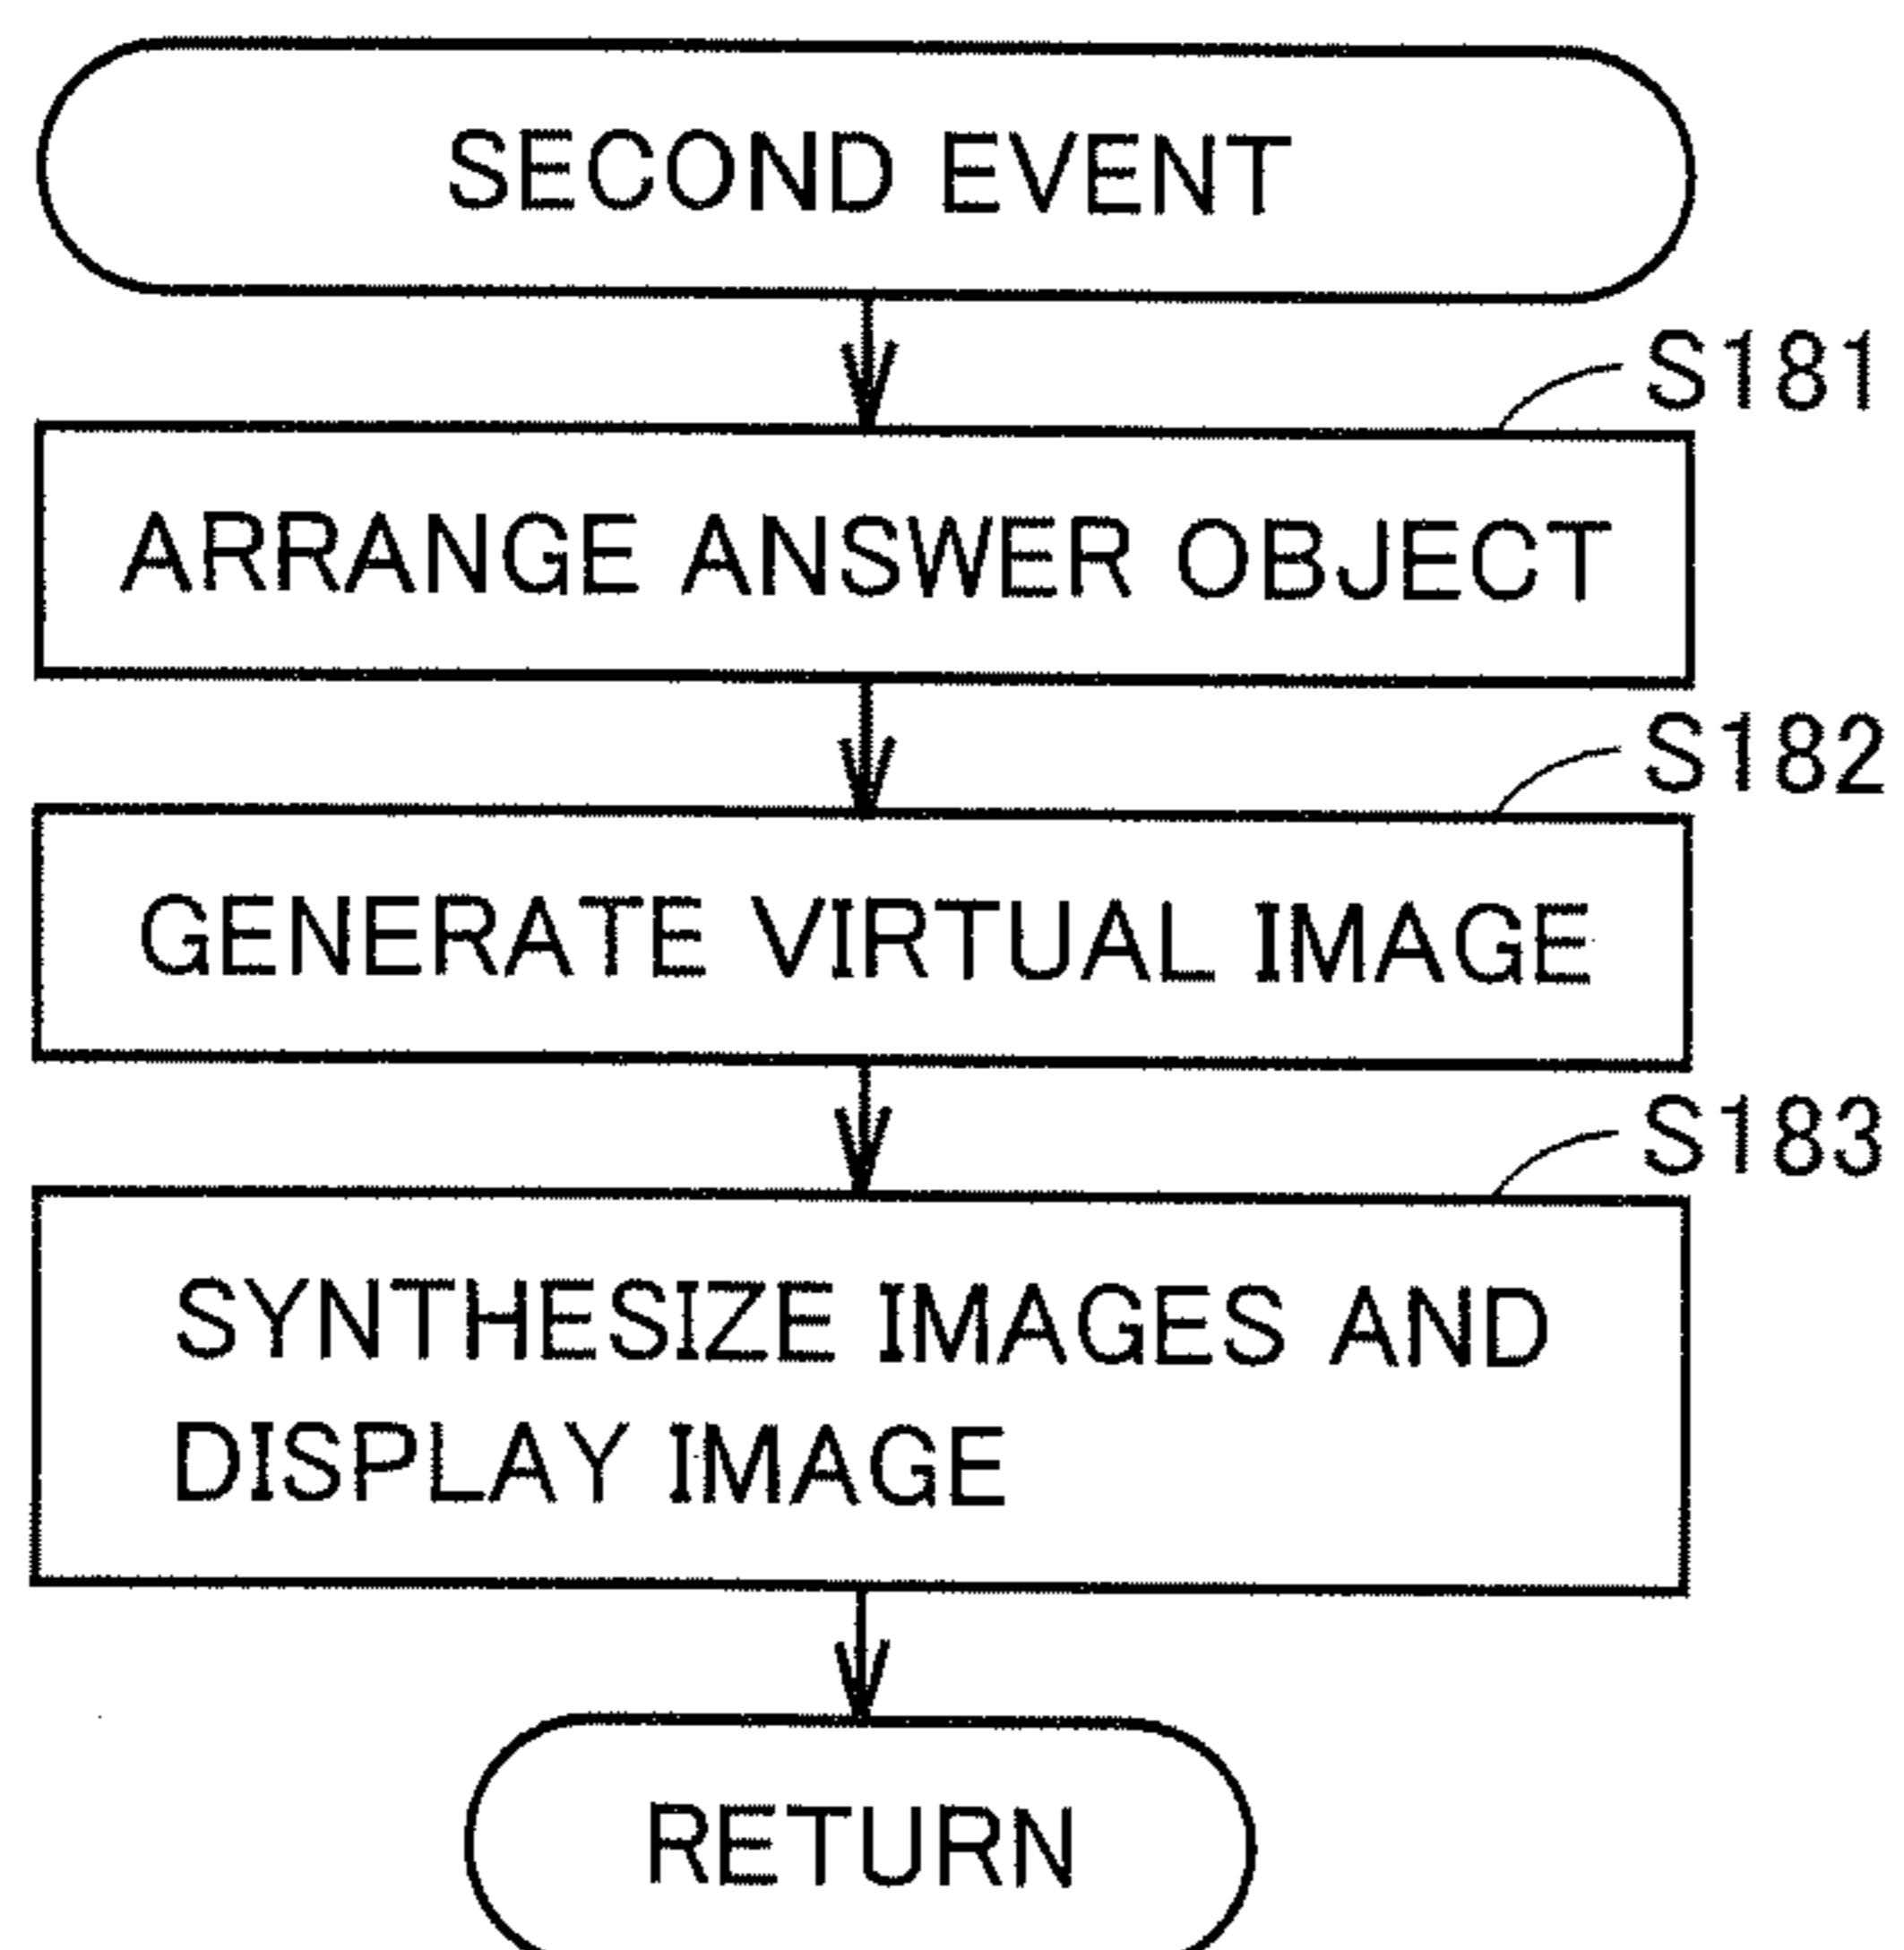 SECOND EVENT
S181
ARRANGE ANSWER OBJECT
S182
GENERATE VIRTUAL IMAGE
S183
SYNTHESIZE IMAGES AND
DISPLAY IMAGE
RETURN